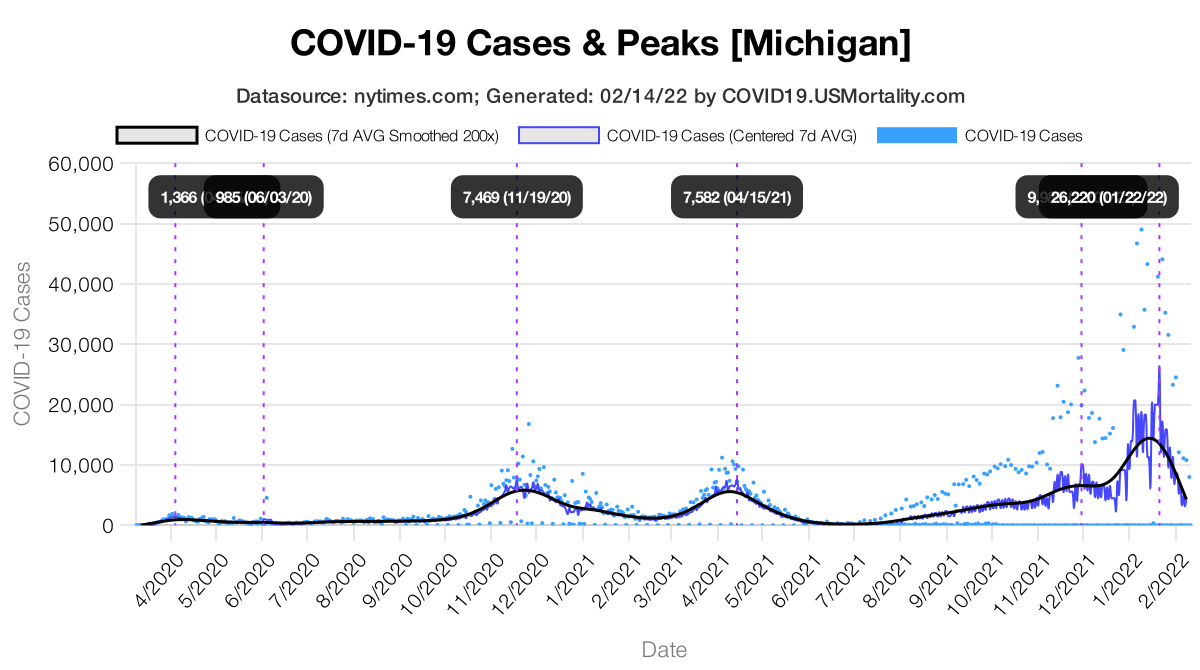 COVID-19 Cases & Peaks [Michigan]
Datasource: nytimes.com; Generated: 02/14/22 by COVID19.USMortality.com
COVID-19 Cases (7d AVG Smoothed 200x) COVID-19 Cases (Centered 7d AVG) COVID-19 Cases
60,000
1,366 985 (06/03/20) 7,469 (11/19/20) 7,582 (04/15/21) 26,220 (01/22/22)
50,000
40,000
30,000
20,000
10,000
0
COVID-19 Cases
4/2020 5/2020 6/2020 7/2020 8/2020 9/2020 10/2020 11/2020 12/2020 1/2021 2/2021 3/2021 4/2021 5/2021 6/2021 7/2021 8/2021 9/2021 10/2021 11/2021 12/2021 1/2022 2/2022
Date